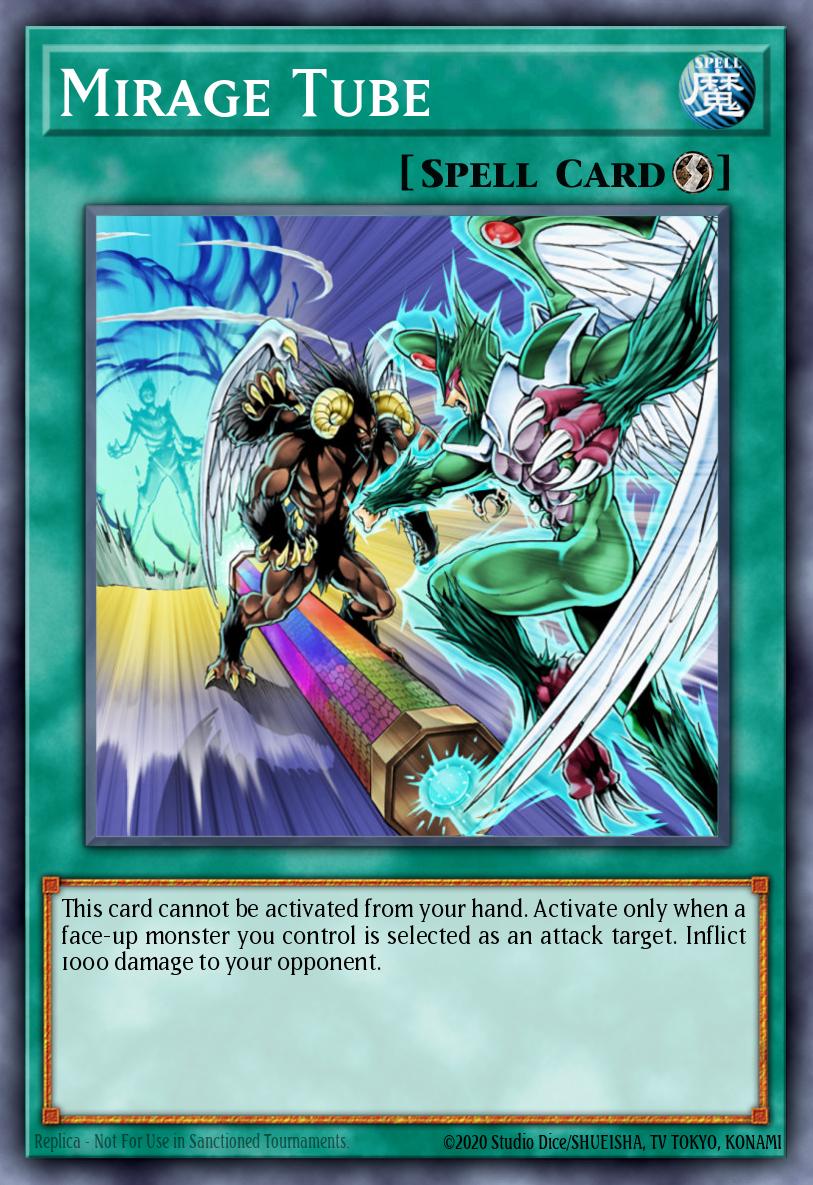 Mirage Tube
SPELL
魔
[Spell Card]
This card cannot be activated from your hand. Activate only when a
face-up monster you control is selected as an attack target. Inflict
1000 damage to your opponent.
Replica - Not For Use in Sanctioned Tournaments.
©2020 Studio Dice/SHUEISHA, TV TOKYO, KONAMI